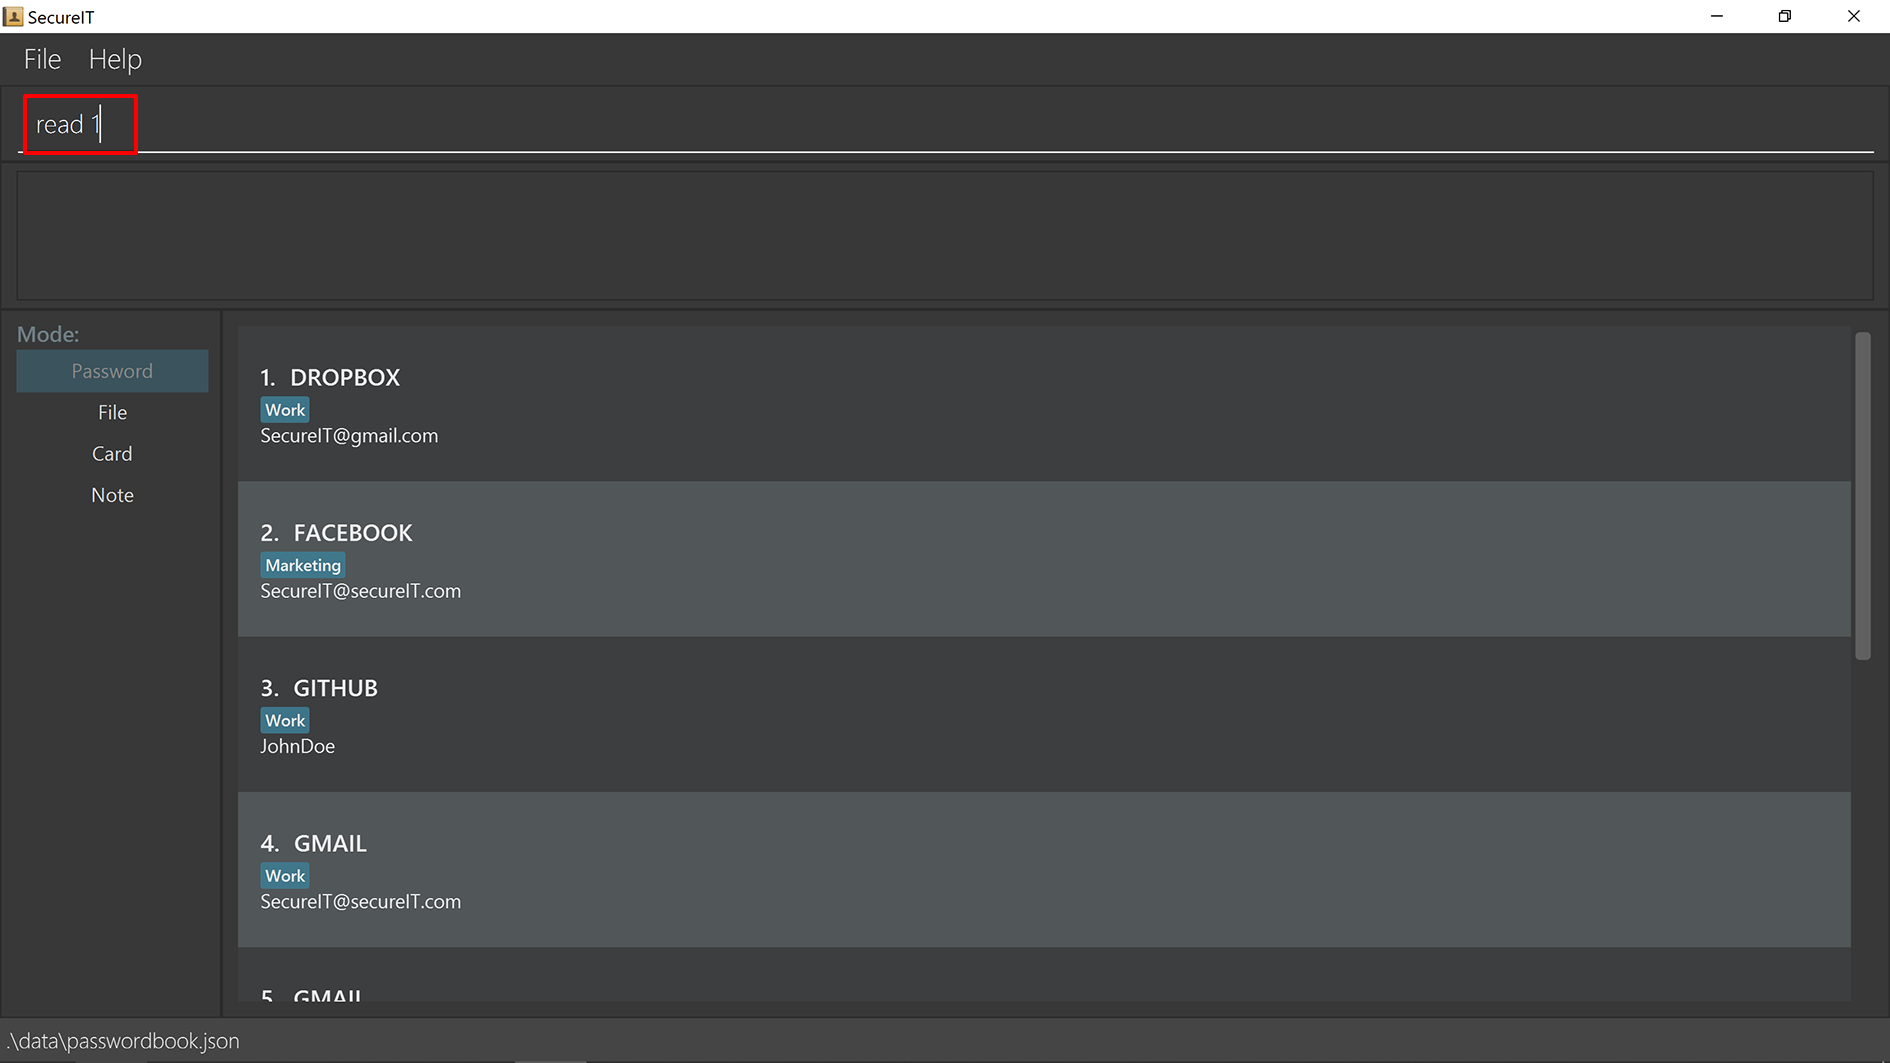 SecureIT
File Help
read 1
Mode:
Password
File
Card
Note
1. DROPBOX
Work
SecureIT@gmail.com
2. FACEBOOK
Marketing
SecureIT@secureIT.com
3. GITHUB
Work
JohnDoe
4. GMAIL
Work
SecureIT@secureIT.com
5. GMAIL
.\data\passwordbook.json